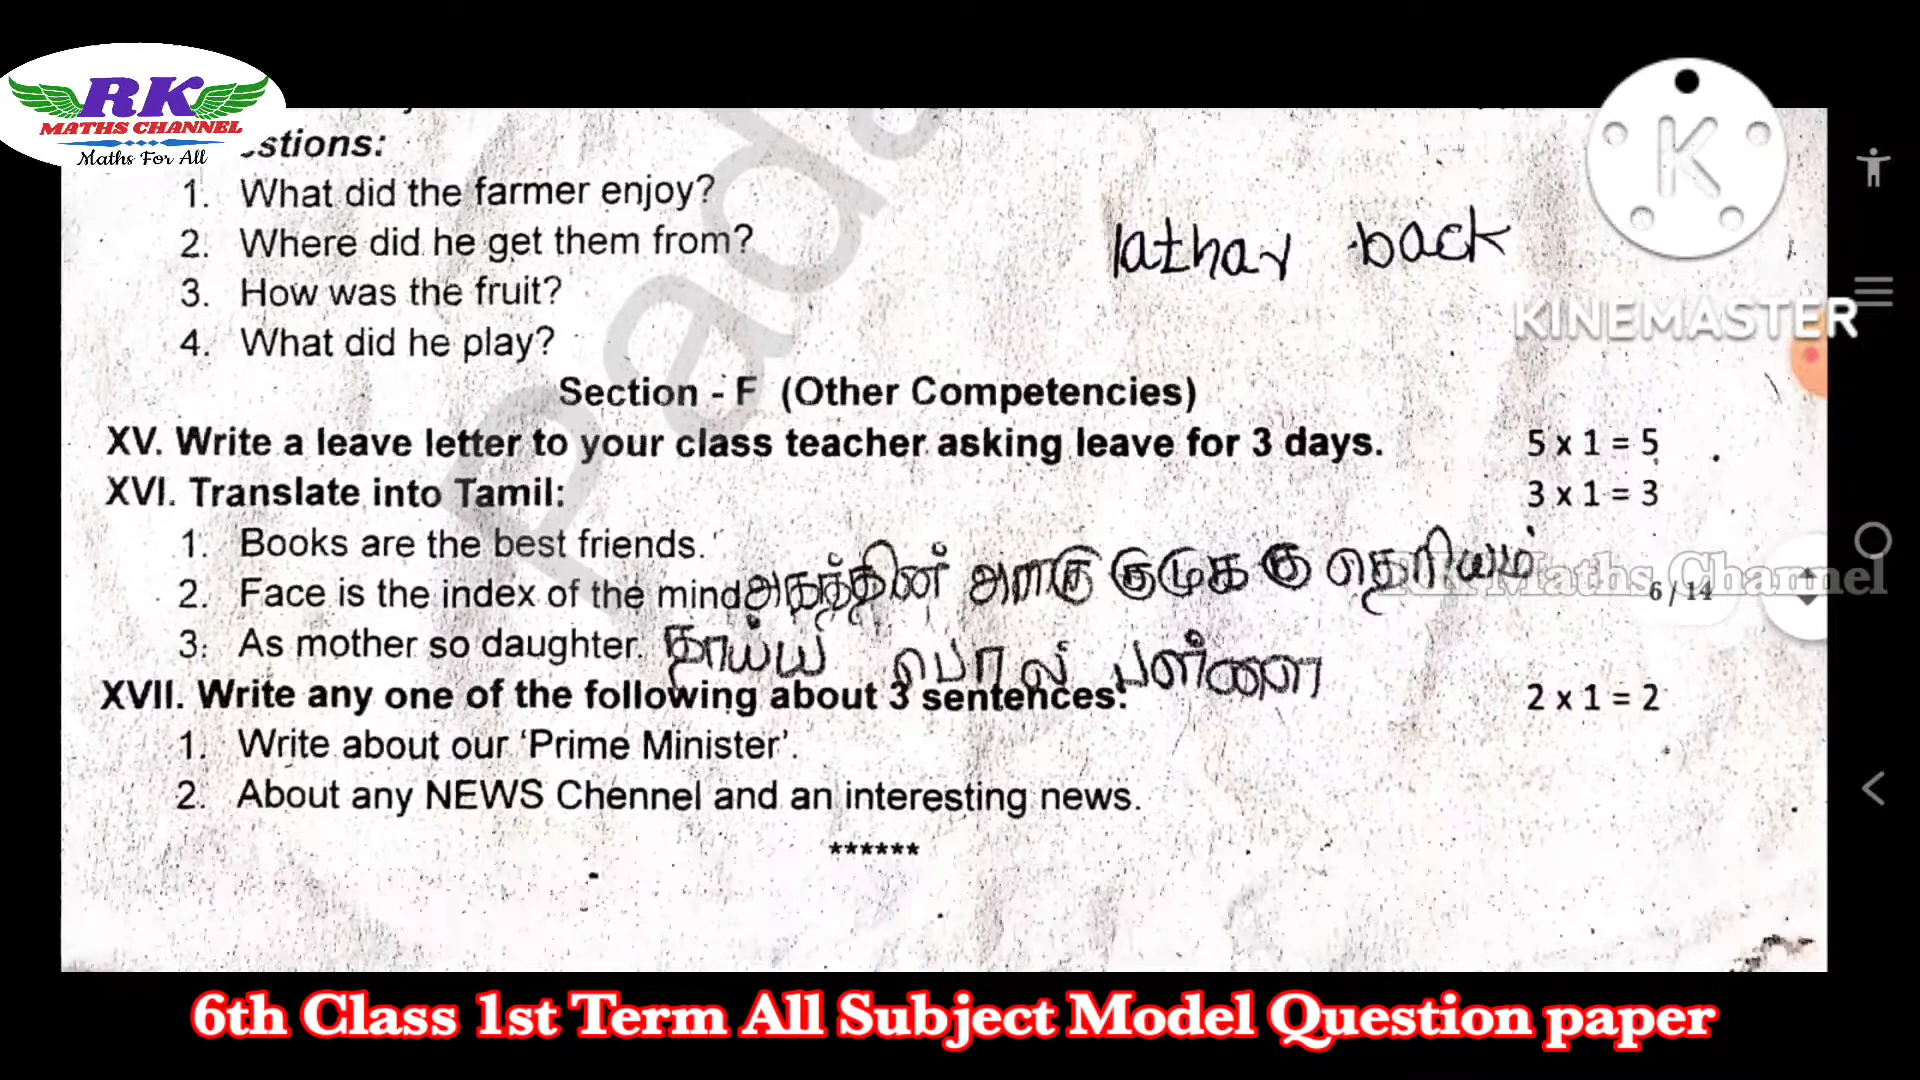 RK
MATHS CHANNEL
Maths For All
stions:
1. What did the farmer enjoy?
2. Where did he get them from?
3. How was the fruit?
4. What did he play?
back
KINEMASTER
Section - F (Other Competencies)
XV. Write a leave letter to your class teacher asking leave for 3 days. 5 x 1 = 5
XVI. Translate into Tamil: 3 x 1 = 3
1. Books are the best friends.
2. Face is the index of the mind அகத்தின் தெரியும்
RK Maths Channel
6 / 14
3. As mother so daughter.
XVII. Write any one of the following about 3 sentences: 2 x 1 = 2
1. Write about our ‘Prime Minister’.
2. About any NEWS Chennel and an interesting news.
******
6th Class 1st Term All Subject Model Question paper